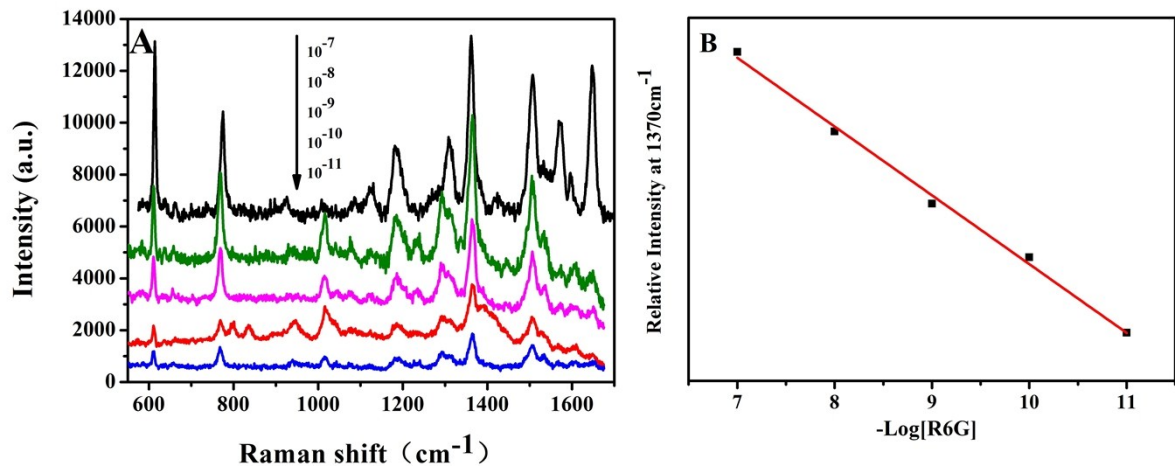 A
14000
12000
10000
8000
6000
4000
2000
0
Intensity (a.u.)
10-7
10-8
10-9
10-10
10-11
600 800 1000 1200 1400 1600
Raman shift（cm-1）
B
Relative Intensity at 1370cm-1
7 8 9 10 11
-Log[R6G]